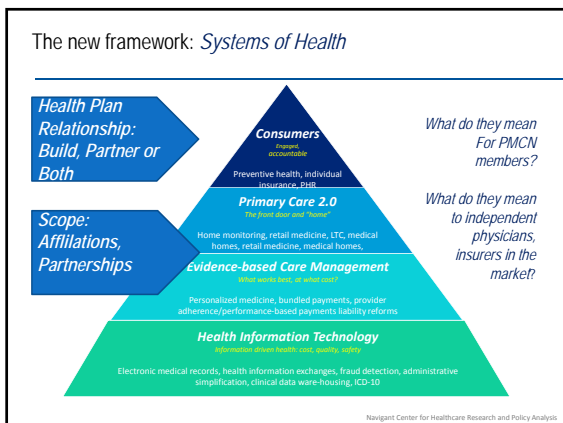 The new framework: Systems of Health
Health Plan
Relationship:
Build, Partner or
Both
Scope:
Affliations,
Partnerships
Consumers
Engaged,
accountable
Preventive health, individual
insurance, PHR
Primary Care 2.0
The front door and "home"
Home monitoring, retail medicine, LTC, medical
homes, retail medicine, medical homes,
Evidence-based Care Management
What works best, at what cost?
Personalized medicine, bundled payments, provider
adherence/performance-based payments liability reforms
Health Information Technology
Information driven health: cost, quality, safety
Electronic medical records, health information exchanges, fraud detection, administrative
simplification, clinical data ware-housing, ICD-10
What do they mean
For PMCN
members?
What do they mean
to independent
physicians,
insurers in the
market?
Navigant Center for Healthcare Research and Policy Analysis